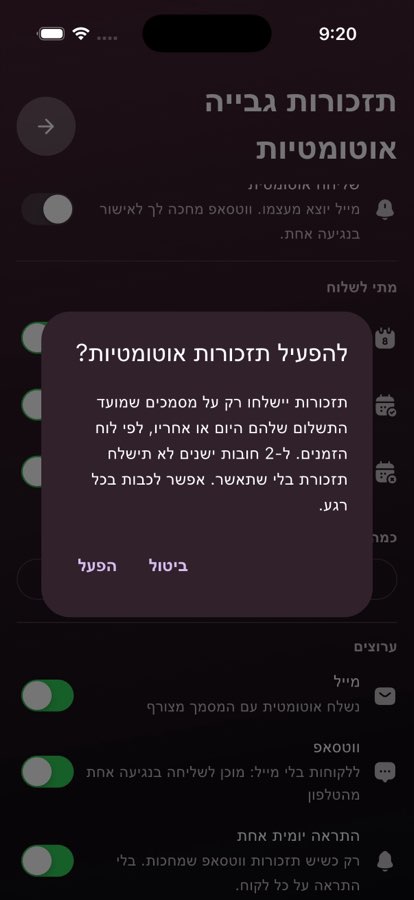 9:20
תזכורות גבייה
אוטומטיות
שליחה אוטומטית
מייל יוצא מעצמו. ווטסאפ מחכה לך לאישור
בנגיעה אחת.
מתי לשלוח
8
להפעיל תזכורות אוטומטיות?
תזכורות יישלחו רק על מסמכים שמועד
התשלום שלהם היום או אחריו, לפי לוח
הזמנים. ל-2 חובות ישנים לא תישלח
תזכורת בלי שתאשר. אפשר לכבות בכל
רגע.
ביטול
הפעל
ערוצים
מייל
נשלח אוטומטית עם המסמך מצורף
ווטסאפ
ללקוחות בלי מייל: מוכן לשליחה בנגיעה אחת
מהטלפון
התראה יומית אחת
רק כשיש תזכורות ווטסאפ שמחכות. בלי
התראה על כל לקוח.